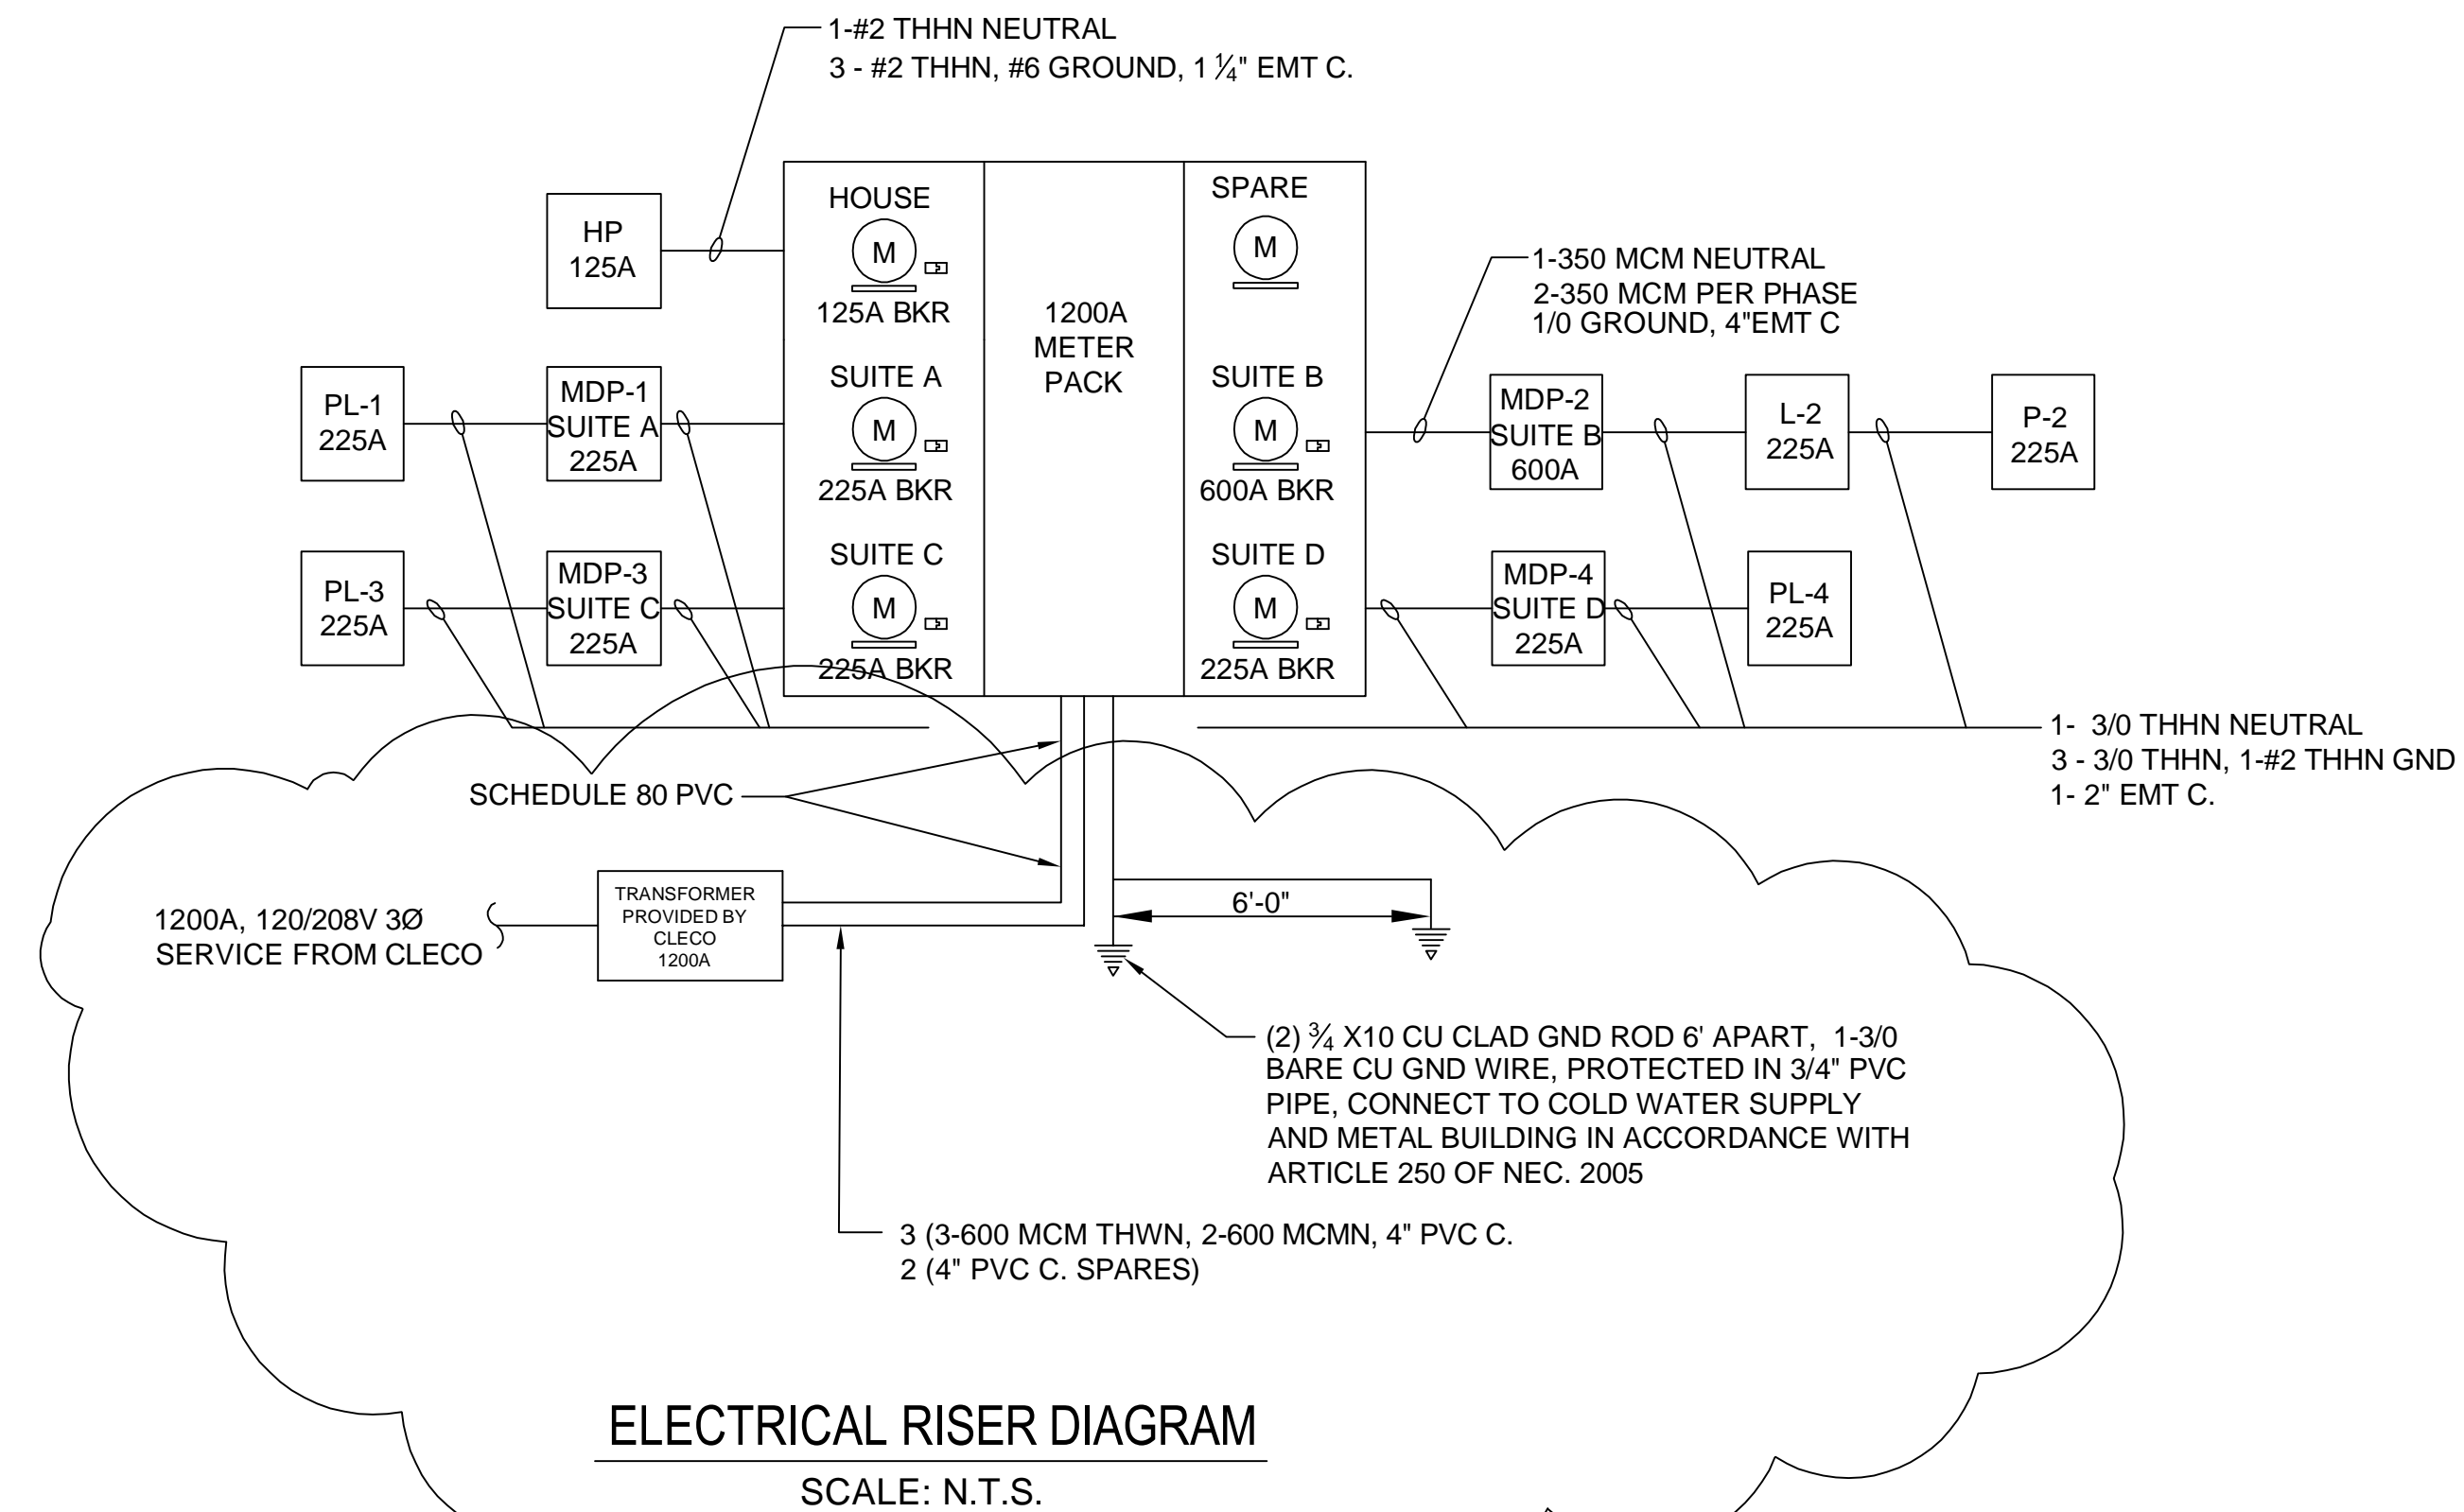 1-#2 THHN NEUTRAL
3 - #2 THHN, #6 GROUND, 1 ¼" EMT C.
HP
125A
HOUSE
M
125A BKR
SPARE
M
1200A
METER
PACK
1-350 MCM NEUTRAL
2-350 MCM PER PHASE
1/0 GROUND, 4"EMT C
PL-1
225A
MDP-1
SUITE A
225A
SUITE A
M
225A BKR
SUITE B
M
600A BKR
MDP-2
SUITE B
600A
L-2
225A
P-2
225A
PL-3
225A
MDP-3
SUITE C
225A
SUITE C
M
225A BKR
SUITE D
M
225A BKR
MDP-4
SUITE D
225A
PL-4
225A
1- 3/0 THHN NEUTRAL
3 - 3/0 THHN, 1-#2 THHN GND
1- 2" EMT C.
SCHEDULE 80 PVC
1200A, 120/208V 3Ø
SERVICE FROM CLECO
TRANSFORMER
PROVIDED BY
CLECO
1200A
6'-0"
(2) ¾ X10 CU CLAD GND ROD 6' APART, 1-3/0
BARE CU GND WIRE, PROTECTED IN 3/4" PVC
PIPE, CONNECT TO COLD WATER SUPPLY
AND METAL BUILDING IN ACCORDANCE WITH
ARTICLE 250 OF NEC. 2005
3 (3-600 MCM THWN, 2-600 MCMN, 4" PVC C.
2 (4" PVC C. SPARES)
ELECTRICAL RISER DIAGRAM
SCALE: N.T.S.